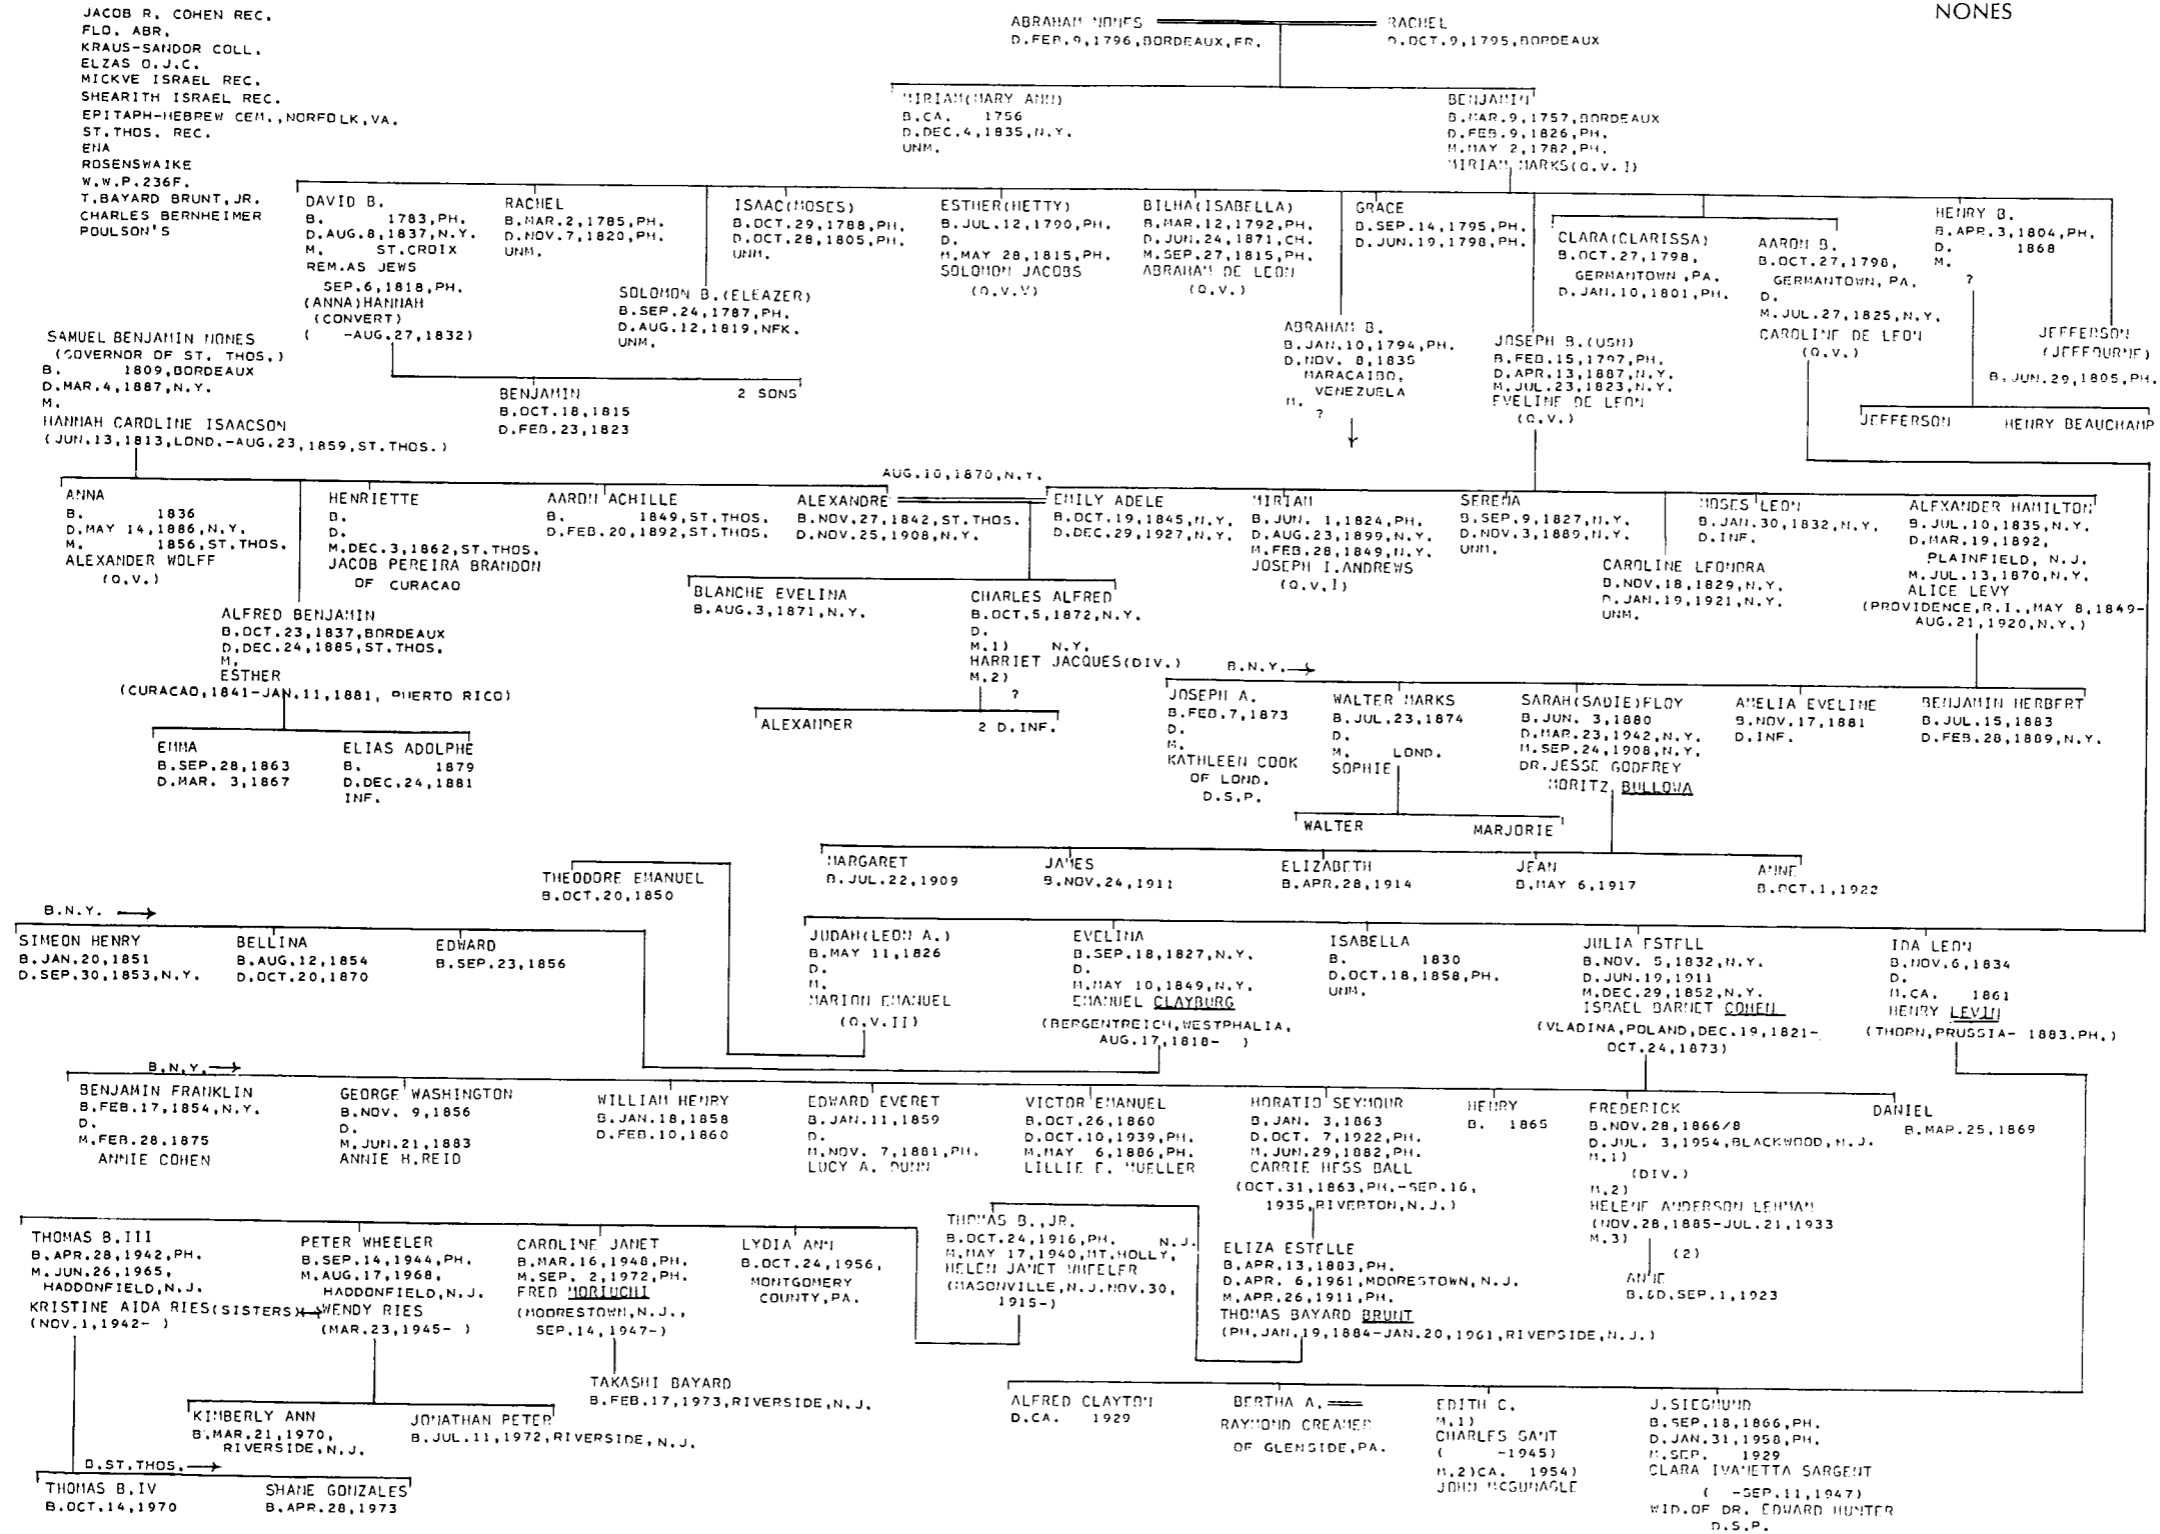 JACOB R. COHEN REC.
FLO. ABR.
KRAUS-SANDOR COLL.
ELZAS O.J.C.
MICKVE ISRAEL REC.
SHEARITH ISRAEL REC.
EPITAPH-HEBREW CEM.,NORFOLK,VA.
ST.THOS. REC.
ENA
ROSENSWAIKE
W.W.P.236F.
T.BAYARD BRUNT,JR.
CHARLES BERNHEIMER
POULSON'S
NONES
ABRAHAM NONES
D.FEB.9,1796,BORDEAUX,FR.
RACHEL
D.OCT.9,1795,BORDEAUX
MIRIAM(MARY ANN)
B.CA. 1756
D.DEC.4,1835,N.Y.
UNM.
BENJAMIN
B.MAR.9,1757,BORDEAUX
D.FEB.9,1826,PH.
M.MAY 2,1782,PH.
MIRIAM MARKS(Q.V.I)
DAVID B.
B. 1783,PH.
D.AUG.8,1837,N.Y.
M. ST.CROIX
REM.AS JEWS
SEP.6,1818,PH.
(ANNA)HANNAH
(CONVERT)
( -AUG.27,1832)
RACHEL
B.MAR.2,1785,PH.
D.NOV.7,1820,PH.
UNM.
SOLOMON B.(ELEAZER)
B.SEP.24,1787,PH.
D.AUG.12,1819,NFK.
UNM.
ISAAC(MOSES)
B.OCT.29,1788,PH.
D.OCT.28,1805,PH.
UNM.
ESTHER(HETTY)
B.JUL.12,1790,PH.
D.
M.MAY 28,1815,PH.
SOLOMON JACOBS
(Q.V.V)
BILHA(ISABELLA)
B.MAR.12,1792,PH.
D.JUN.24,1871,CH.
M.SEP.27,1815,PH.
ABRAHAM DE LEON
(Q.V.)
ABRAHAM B.
B.JAN.10,1794,PH.
D.NOV. 8,1835
MARACAIBO,
VENEZUELA
M.
?
GRACE
B.SEP.14,1795,PH.
D.JUN.19,1798,PH.
JOSEPH B.(USN)
B.FEB.15,1797,PH.
D.APR.13,1887,N.Y.
M.JUL.23,1823,N.Y.
EVELINE DE LEON
(Q.V.)
CLARA(CLARISSA)
B.OCT.27,1798,
GERMANTOWN,PA.
D.JAN.10,1801,PH.
AARON B.
B.OCT.27,1798,
GERMANTOWN,PA.
D.
M.JUL.27,1825,N.Y.
CAROLINE DE LEON
(Q.V.)
HENRY B.
B.APR.3,1804,PH.
D. 1868
M.
?
JEFFERSON
(JEFFOURNE)
B.JUN.29,1805,PH.
SAMUEL BENJAMIN NONES
(GOVERNOR OF ST. THOS.)
B. 1809,BORDEAUX
D.MAR.4,1887,N.Y.
M.
HANNAH CAROLINE ISAACSON
(JUN.13,1813,LOND.-AUG.23,1859,ST.THOS.)
BENJAMIN
B.OCT.18,1815
D.FEB.23,1823
2 SONS
JEFFERSON
HENRY BEAUCHAMP
AUG.10,1870,N.Y.
ANNA
B. 1836
D.MAY 14,1886,N.Y.
M. 1856,ST.THOS.
ALEXANDER WOLFF
(Q.V.)
ALFRED BENJAMIN
B.OCT.23,1837,BORDEAUX
D.DEC.24,1885,ST.THOS.
M.
ESTHER
(CURACAO,1841-JAN.11,1881, PUERTO RICO)
HENRIETTE
B.
D.
M.DEC.3,1862,ST.THOS.
JACOB PEREIRA BRANDON
OF CURACAO
AARON ACHILLE
B. 1849,ST.THOS.
D.FEB.20,1892,ST.THOS.
ALEXANDRE
B.NOV.27,1842,ST.THOS.
D.NOV.25,1908,N.Y.
EMILY ADELE
B.OCT.19,1845,N.Y.
D.DEC.29,1927,N.Y.
MIRIAM
B.JUN. 1,1824,PH.
D.AUG.23,1899,N.Y.
M.FEB.28,1849,N.Y.
JOSEPH I.ANDREWS
(Q.V.I)
SERENA
B.SEP.9,1827,N.Y.
D.NOV.3,1889,N.Y.
UNM.
CAROLINE LEONORA
B.NOV.18,1829,N.Y.
D.JAN.19,1921,N.Y.
UNM.
MOSES LEON
B.JAN.30,1832,N.Y.
D.INF.
ALEXANDER HAMILTON
B.JUL.10,1835,N.Y.
D.MAR.19,1892,
PLAINFIELD, N.J.
M.JUL.13,1870,N.Y.
ALICE LEVY
(PROVIDENCE,R.I.,MAY 8,1849-
AUG.21,1920,N.Y.)
BLANCHE EVELINA
B.AUG.3,1871,N.Y.
CHARLES ALFRED
B.OCT.5,1872,N.Y.
D.
M.1) N.Y.
HARRIET JACQUES(DIV.)
M.2)
?
ALEXANDER
2 D.INF.
EMMA
B.SEP.28,1863
D.MAR. 3,1867
ELIAS ADOLPHE
B. 1879
D.DEC.24,1881
INF.
B.N.Y.→
JOSEPH A.
B.FEB.7,1873
D.
M.
KATHLEEN COOK
OF LOND.
D.S.P.
WALTER MARKS
B.JUL.23,1874
D.
M. LOND.
SOPHIE
SARAH(SADIE)FLOY
B.JUN. 3,1880
D.MAR.23,1942,N.Y.
M.SEP.24,1908,N.Y.
DR.JESSE GODFREY
MORITZ BULLOWA
AMELIA EVELINE
B.NOV.17,1881
D.INF.
BENJAMIN HERBERT
B.JUL.15,1883
D.FEB.28,1889,N.Y.
WALTER
MARJORIE
MARGARET
B.JUL.22,1909
JAMES
B.NOV.24,1911
ELIZABETH
B.APR.28,1914
JEAN
B.MAY 6,1917
ANNE
B.OCT.1,1922
THEODORE EMANUEL
B.OCT.20,1850
B.N.Y. →
SIMEON HENRY
B.JAN.20,1851
D.SEP.30,1853,N.Y.
BELLINA
B.AUG.12,1854
D.OCT.20,1870
EDWARD
B.SEP.23,1856
JUDAH(LEON A.)
B.MAY 11,1826
D.
M.
MARION EMANUEL
(Q.V.II)
EVELINA
B.SEP.18,1827,N.Y.
D.
M.MAY 10,1849,N.Y.
EMANUEL CLAYBURG
(BERGENTREICH,WESTPHALIA,
AUG.17,1818- )
ISABELLA
B. 1830
D.OCT.18,1858,PH.
UNM.
JULIA ESTELL
B.NOV. 5,1832,N.Y.
D.JUN.19,1911
M.DEC.29,1852,N.Y.
ISRAEL BARNET COHEN
(VLADINA,POLAND,DEC.19,1821-
OCT.24,1873)
IDA LEON
B.NOV.6,1834
D.
M.CA. 1861
HENRY LEVIN
(THORN,PRUSSIA- 1883,PH.)
B.N.Y.→
BENJAMIN FRANKLIN
B.FEB.17,1854,N.Y.
D.
M.FEB.28,1875
ANNIE COHEN
GEORGE WASHINGTON
B.NOV. 9,1856
D.
M.JUN.21,1883
ANNIE H.REID
WILLIAM HENRY
B.JAN.18,1858
D.FEB.10,1860
EDWARD EVERET
B.JAN.11,1859
D.
M.NOV. 7,1881,PH.
LUCY A. DUNN
VICTOR EMANUEL
B.OCT.26,1860
D.OCT.10,1939,PH.
M.MAY 6,1886,PH.
LILLIE F. MUELLER
HORATIO SEYMOUR
B.JAN. 3,1863
D.OCT. 7,1922,PH.
M.JUN.29,1882,PH.
CARRIE HESS BALL
(OCT.31,1863,PH.-SEP.16,
1935,RIVERTON,N.J.)
HENRY
B. 1865
FREDERICK
B.NOV.28,1866/8
D.JUL. 3,1954,BLACKWOOD,N.J.
M.1)
(DIV.)
M.2)
HELENE ANDERSON LEHMAN
(NOV.28,1885-JUL.21,1933
M.3)
(2)
ANNE
B.&D.SEP.1,1923
DANIEL
B.MAR.25,1869
THOMAS B.III
B.APR.28,1942,PH.
M.JUN.26,1965,
HADDONFIELD,N.J.
KRISTINE AIDA RIES(SISTERS)↔
(NOV.1,1942- )
PETER WHEELER
B.SEP.14,1944,PH.
M.AUG.17,1968,
HADDONFIELD,N.J.
WENDY RIES
(MAR.23,1945- )
CAROLINE JANET
B.MAR.16,1948,PH.
M.SEP. 2,1972,PH.
FRED MORIUCHI
(MOORESTOWN,N.J.,
SEP.14,1947-)
LYDIA ANN
B.OCT.24,1956,
MONTGOMERY
COUNTY,PA.
THOMAS B.,JR.
B.OCT.24,1916,PH. N.J.
M.MAY 17,1940,MT.HOLLY,
HELEN JANET WHEELER
(MASONVILLE,N.J.NOV.30,
1915-)
ELIZA ESTELLE
B.APR.13,1883,PH.
D.APR. 6,1961,MOORESTOWN,N.J.
M.APR.26,1911,PH.
THOMAS BAYARD BRUNT
(PH.JAN.19,1884-JAN.20,1961,RIVERSIDE,N.J.)
TAKASHI BAYARD
B.FEB.17,1973,RIVERSIDE,N.J.
KIMBERLY ANN
B.MAR.21,1970,
RIVERSIDE,N.J.
JONATHAN PETER
B.JUL.11,1972,RIVERSIDE,N.J.
ALFRED CLAYTON
D.CA. 1929
BERTHA A.
RAYMOND CREAMER
OF GLENSIDE,PA.
EDITH C.
M.1)
CHARLES GANT
( -1945)
M.2)CA. 1954)
JOHN MCGUNAGLE
J.SIEGMUND
B.SEP.18,1866,PH.
D.JAN.31,1958,PH.
M.SEP. 1929
CLARA IVANETTA SARGENT
( -SEP.11,1947)
WID.OF DR. EDWARD HUNTER
D.S.P.
B.ST.THOS. →
THOMAS B.IV
B.OCT.14,1970
SHANE GONZALES
B.APR.28,1973